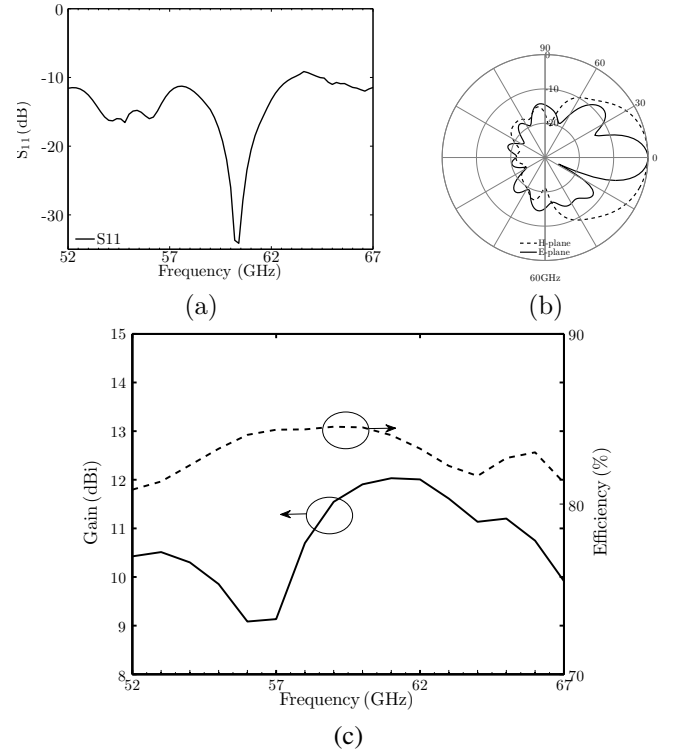 0
-10
-20
-30
S11 (dB)
S11
52 57 62 67
Frequency (GHz)
(a)
90
0
60
-10
30
-20
0
H-plane
E-plane
60GHz
(b)
15
14
13
12
11
10
9
8
Gain (dBi)
90
80
70
Efficiency (%)
52 57 62 67
Frequency (GHz)
(c)